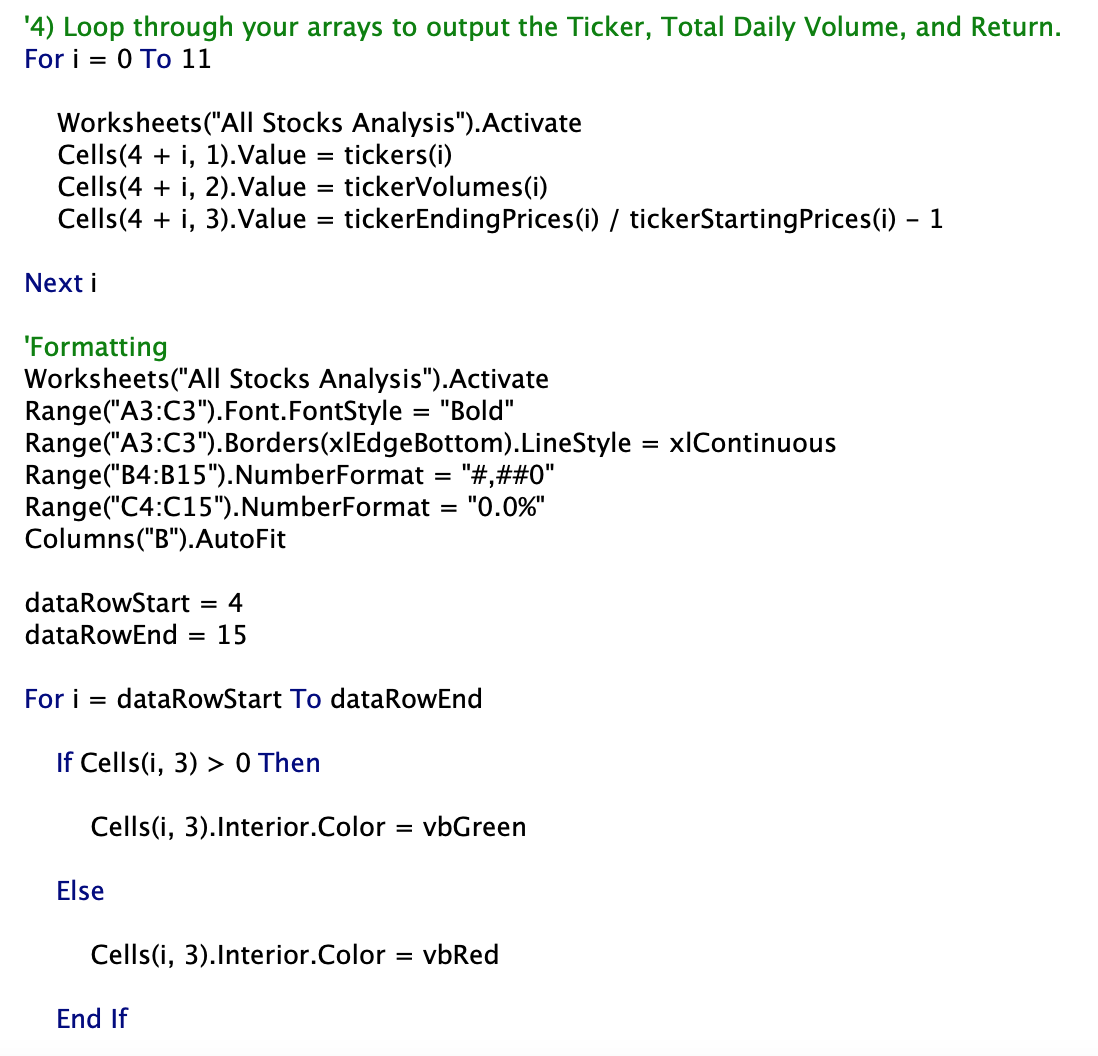 '4) Loop through your arrays to output the Ticker, Total Daily Volume, and Return.
For i = 0 To 11
Worksheets("All Stocks Analysis").Activate
Cells(4 + i, 1).Value = tickers(i)
Cells(4 + i, 2).Value = tickerVolumes(i)
Cells(4 + i, 3).Value = tickerEndingPrices(i) / tickerStartingPrices(i) - 1
Next i
'Formatting
Worksheets("All Stocks Analysis").Activate
Range("A3:C3").Font.FontStyle = "Bold"
Range("A3:C3").Borders(xlEdgeBottom).LineStyle = xlContinuous
Range("B4:B15").NumberFormat = "#,##0"
Range("C4:C15").NumberFormat = "0.0%"
Columns("B").AutoFit
dataRowStart = 4
dataRowEnd = 15
For i = dataRowStart To dataRowEnd
If Cells(i, 3) > 0 Then
Cells(i, 3).Interior.Color = vbGreen
Else
Cells(i, 3).Interior.Color = vbRed
End If